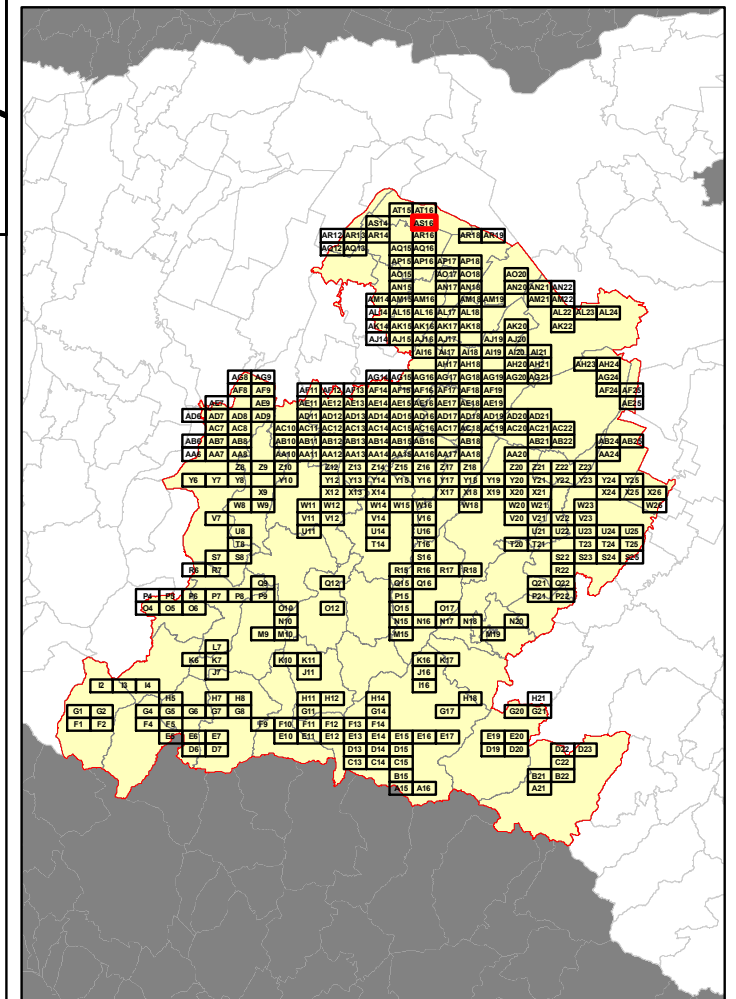 AT15 AT16
AS14 AS16
AR12 AR13 AR14 AR16 AR18 AR19
AQ12 AQ13 AQ15 AQ16
AP15 AP16 AP17 AP18
AO15 AO17 AO18 AO20
AN15 AN17 AN18 AN20 AN21 AN22
AM14 AM15 AM16 AM18 AM19 AM21 AM22
AL14 AL15 AL16 AL17 AL18 AL22 AL23 AL24
AK14 AK15 AK16 AK17 AK18 AK20 AK22
AJ14 AJ15 AJ16 AJ17 AJ19 AJ20
AI16 AI17 AI18 AI19 AI20 AI21
AH17 AH18 AH20 AH21 AH23 AH24
AG8 AG9 AG14 AG15 AG16 AG17 AG18 AG19 AG20 AG21 AG24
AF8 AF9 AF11 AF12 AF13 AF14 AF15 AF16 AF17 AF18 AF19 AF24 AF25
AE7 AE9 AE11 AE12 AE13 AE14 AE15 AE16 AE17 AE18 AE19 AE25
AD6 AD7 AD8 AD9 AD11 AD12 AD13 AD14 AD15 AD16 AD17 AD18 AD19 AD20 AD21
AC7 AC8 AC10 AC11 AC12 AC13 AC14 AC15 AC16 AC17 AC18 AC19 AC20 AC21 AC22
AB6 AB7 AB8 AB10 AB11 AB12 AB13 AB14 AB15 AB16 AB18 AB21 AB22 AB24 AB25
AA6 AA7 AA8 AA10 AA11 AA12 AA13 AA14 AA15 AA16 AA17 AA18 AA20 AA24
Z8 Z9 Z10 Z12 Z13 Z14 Z15 Z16 Z17 Z18 Z20 Z21 Z22 Z23
Y6 Y7 Y8 Y10 Y12 Y13 Y14 Y15 Y16 Y17 Y18 Y19 Y20 Y21 Y22 Y23 Y24 Y25
X9 X12 X13 X14 X17 X18 X19 X20 X21 X24 X25 X26
W8 W9 W11 W12 W14 W15 W16 W18 W20 W21 W23 W26
V7 V11 V12 V14 V16 V20 V21 V22 V23
U8 U11 U14 U16 U21 U22 U23 U24 U25
T8 T14 T16 T20 T21 T23 T24 T25
S7 S8 S16 S22 S23 S24 S25
R6 R7 R15 R16 R17 R18 R22
Q9 Q12 Q15 Q16 Q21 Q22
P4 P5 P6 P7 P8 P9 P15 P21 P22
O4 O5 O6 O10 O12 O15 O17
N10 N15 N16 N17 N18 N20
M9 M10 M15 M19
L7
K6 K7 K10 K11 K16 K17
J7 J11 J16
I2 I3 I4 I16
H5 H7 H8 H11 H12 H14 H18 H21
G1 G2 G4 G5 G6 G7 G8 G11 G14 G17 G20 G21
F1 F2 F4 F5 F9 F10 F11 F12 F13 F14
E5 E6 E7 E10 E11 E12 E13 E14 E15 E16 E17 E19 E20
D6 D7 D13 D14 D15 D19 D20 D22 D23
C13 C14 C15 C22
B15 B21 B22
A15 A16 A21